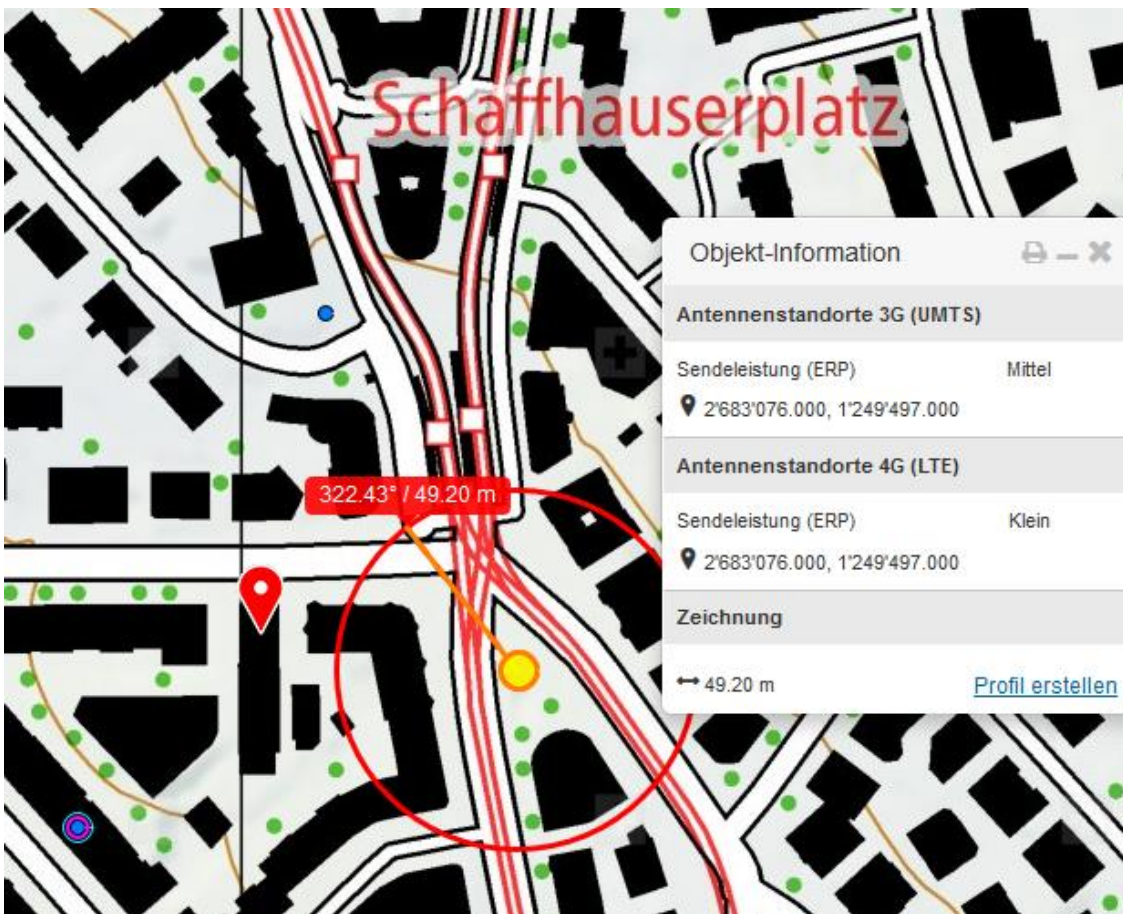 Schaffhauserplatz
Objekt-Information
Antennenstandorte 3G (UMTS)
Sendeleistung (ERP) Mittel
2'683'076.000, 1'249'497.000
Antennenstandorte 4G (LTE)
Sendeleistung (ERP) Klein
2'683'076.000, 1'249'497.000
322.43° / 49.20 m
Zeichnung
49.20 m Profil erstellen